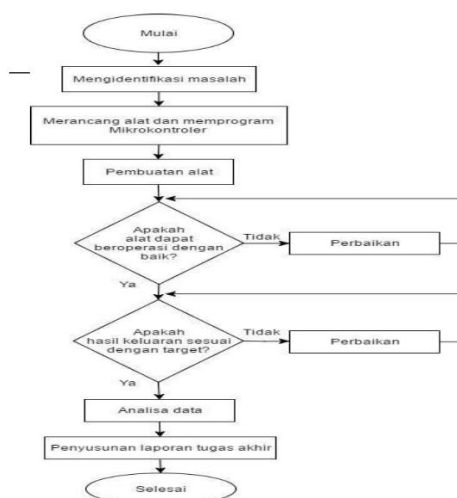 Mulai
Mengidentifikasi masalah
Merancang alat dan memprogram
Mikrokontroler
Pembuatan alat
Apakah
alat dapat
beroperasi dengan
baik?
Tidak
Perbaikan
Ya
Apakah
hasil keluaran sesuai
dengan target?
Tidak
Perbaikan
Ya
Analisa data
Penyusunan laporan tugas akhir
Selesai